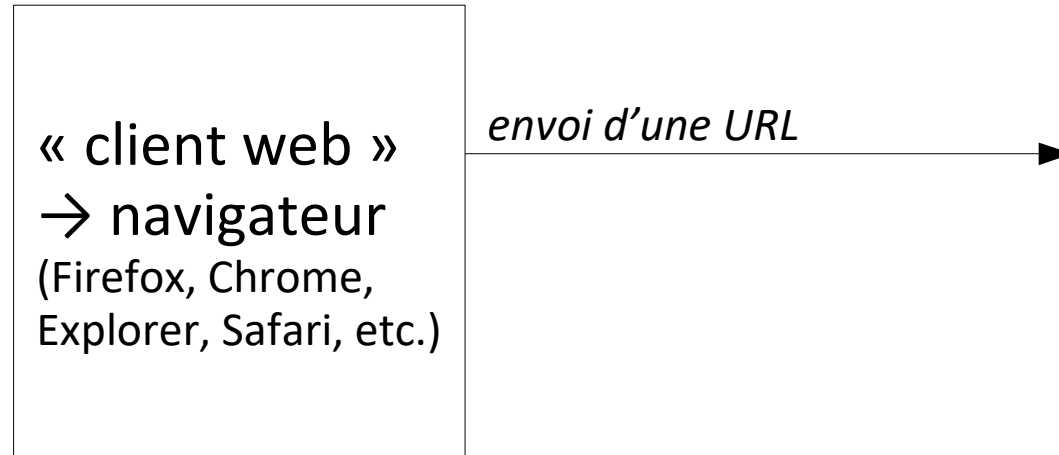 « client web »
→ navigateur
(Firefox, Chrome,
Explorer, Safari, etc.)
envoi d’une URL